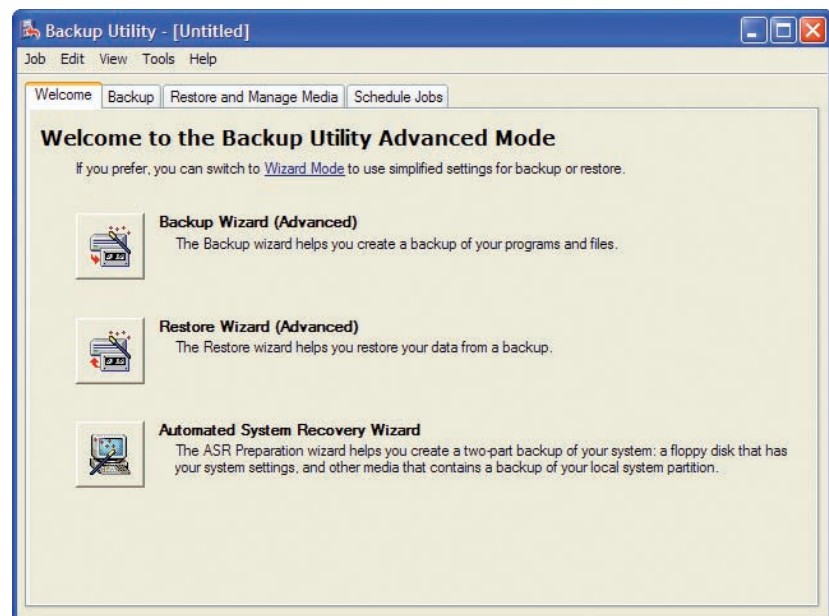 Backup Utility - [Untitled]
Job Edit View Tools Help
Welcome Backup Restore and Manage Media Schedule Jobs
Welcome to the Backup Utility Advanced Mode
If you prefer, you can switch to Wizard Mode to use simplified settings for backup or restore.
Backup Wizard (Advanced)
The Backup wizard helps you create a backup of your programs and files.
Restore Wizard (Advanced)
The Restore wizard helps you restore your data from a backup.
Automated System Recovery Wizard
The ASR Preparation wizard helps you create a two-part backup of your system: a floppy disk that has
your system settings, and other media that contains a backup of your local system partition.